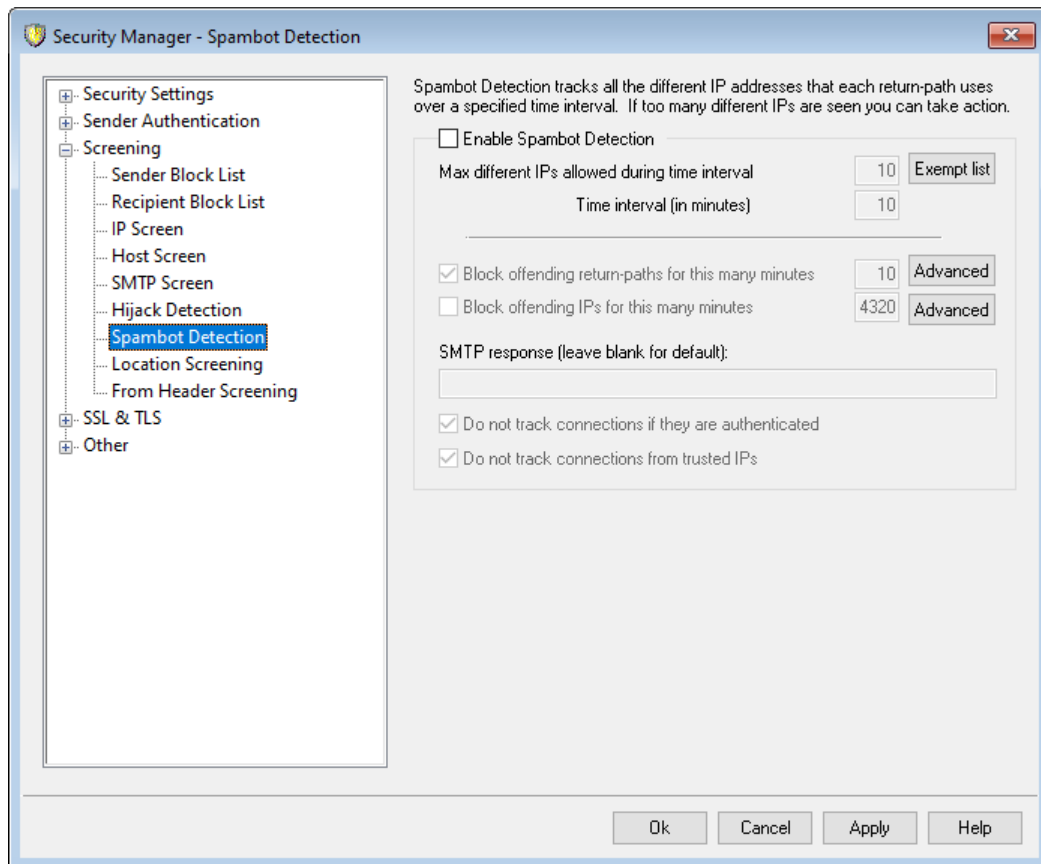 Security Manager - Spambot Detection
Security Settings
Sender Authentication
Screening
Sender Block List
Recipient Block List
IP Screen
Host Screen
SMTP Screen
Hijack Detection
Spambot Detection
Location Screening
From Header Screening
SSL & TLS
Other
Spambot Detection tracks all the different IP addresses that each return-path uses
over a specified time interval. If too many different IPs are seen you can take action.
Enable Spambot Detection
Max different IPs allowed during time interval 10 Exempt list
Time interval (in minutes) 10
Block offending return-paths for this many minutes 10 Advanced
Block offending IPs for this many minutes 4320 Advanced
SMTP response (leave blank for default):
Do not track connections if they are authenticated
Do not track connections from trusted IPs
Ok Cancel Apply Help